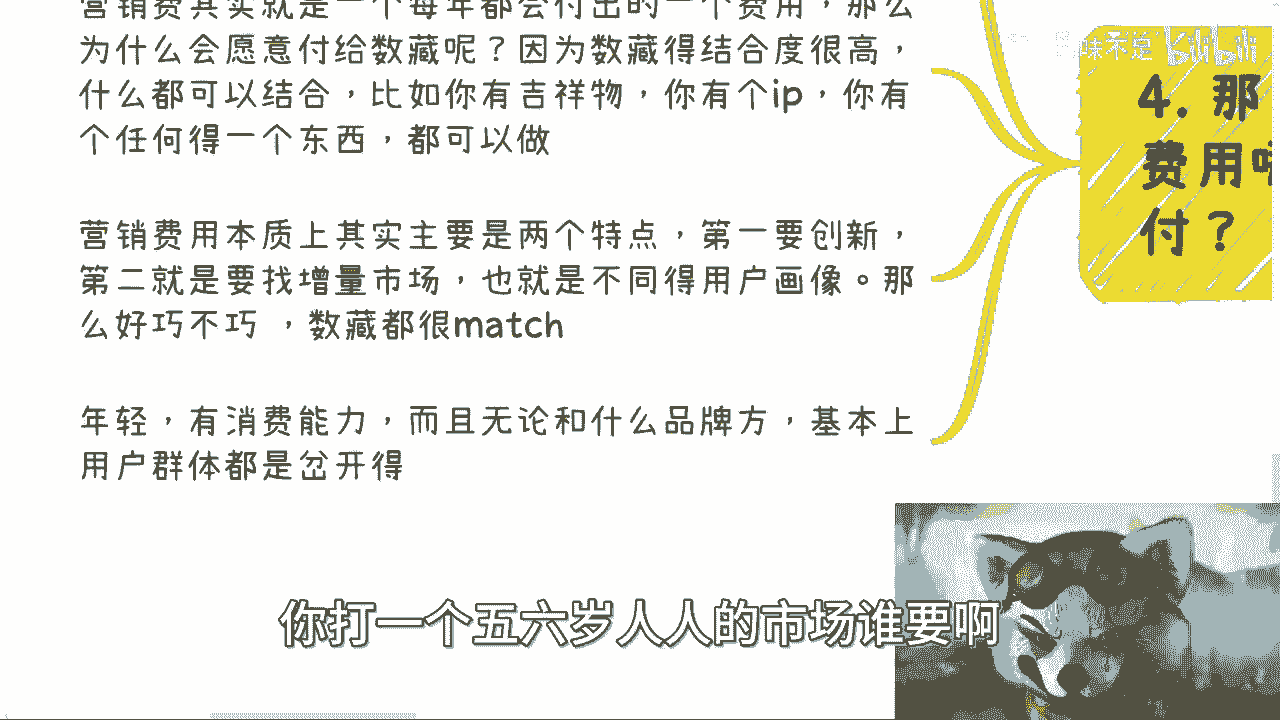 营销费其实就是一个每年都会付出的一个费用，那么
为什么会愿意付给数藏呢？因为数藏得结合度很高，
什么都可以结合，比如你有吉祥物，你有个ip，你有
个任何得一个东西，都可以做
营销费用本质上其实主要是两个特点，第一要创新，
第二就是要找增量市场，也就是不同得用户画像。那
么好巧不巧 ，数藏都很match
年轻，有消费能力，而且无论和什么品牌方，基本上
用户群体都是岔开得
4. 那
费用
付？
bilibili
你打一个五六岁人人的市场谁要啊